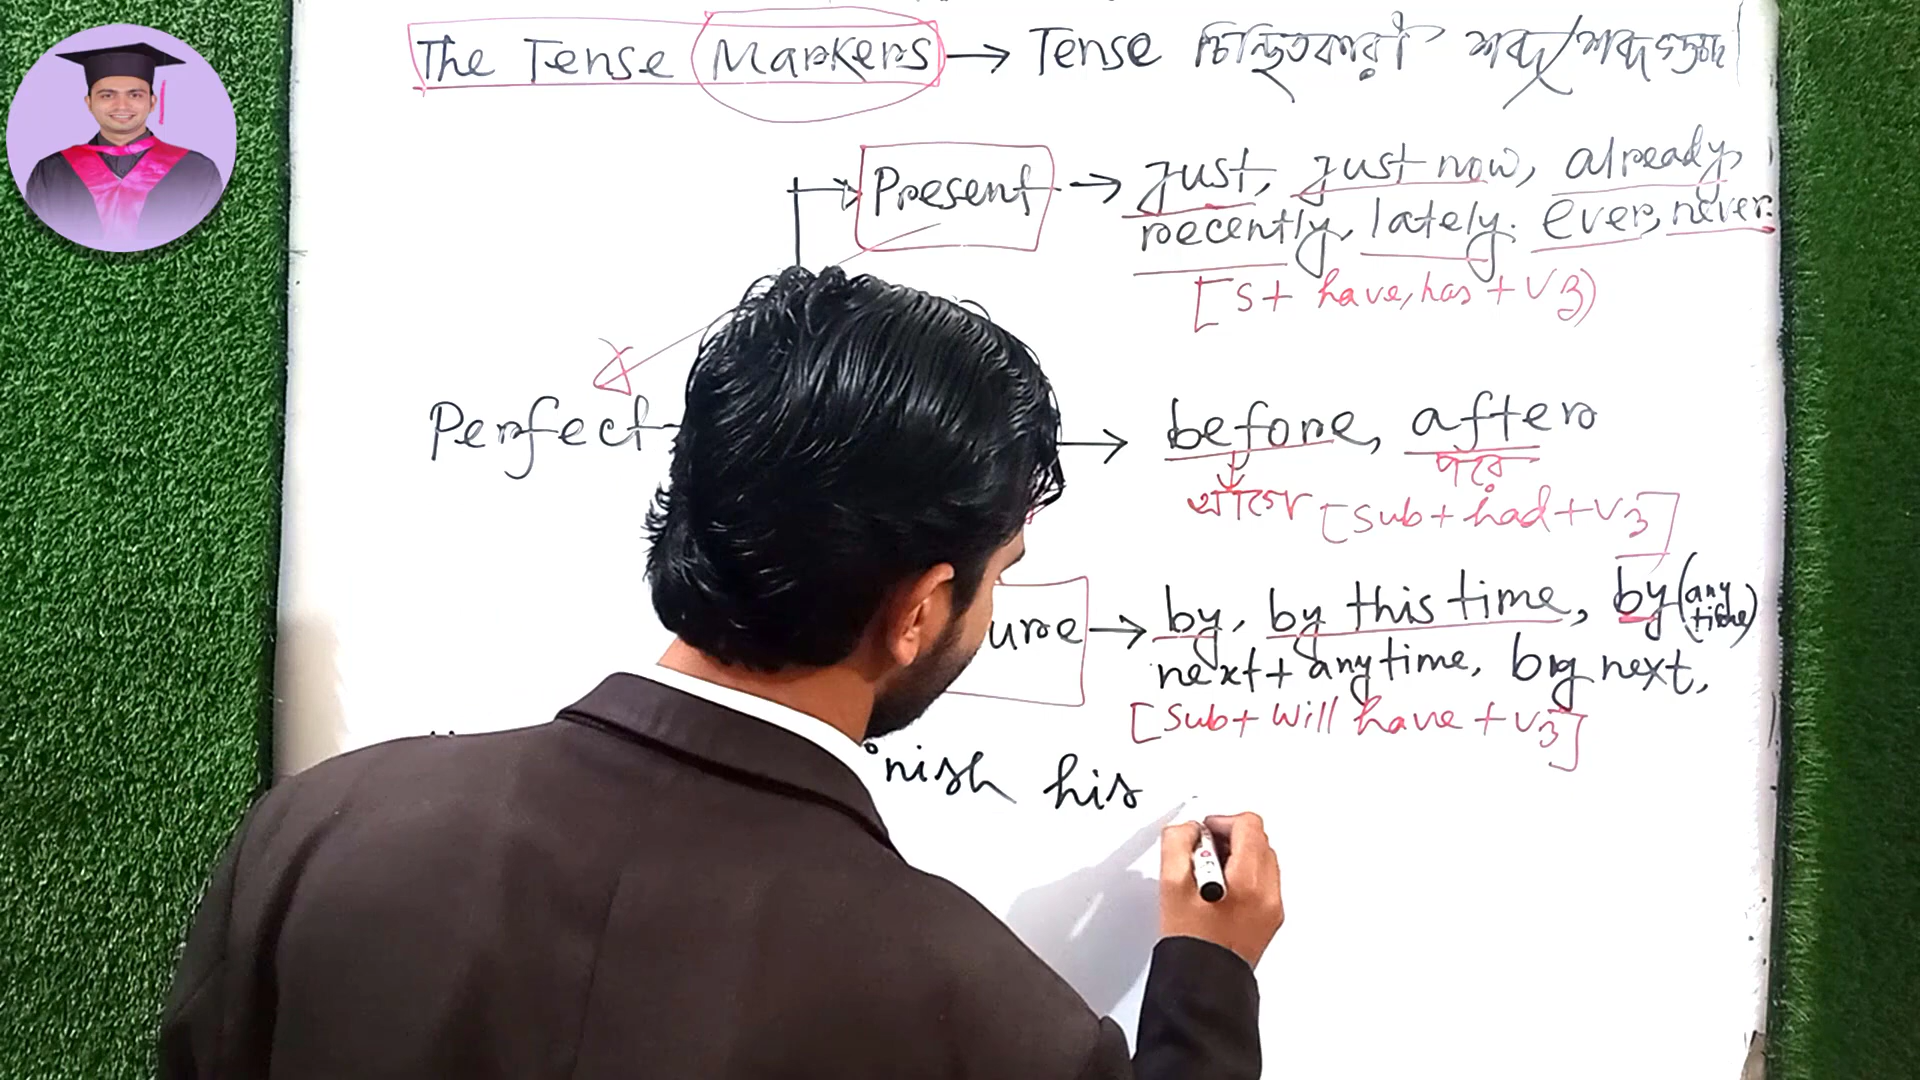 The Tense Markers → Tense চিহ্নিতকারী শব্দ/শব্দগুচ্ছ
Present → just, just now, already,
recently, lately. ever, never.
[S + have, has + V3)
Perfect
→ before, after
আগে পরে
[Sub + had + V3]
ure → by, by this time, by (any time)
next + any time, by next,
[Sub + will have + V3]
nish his